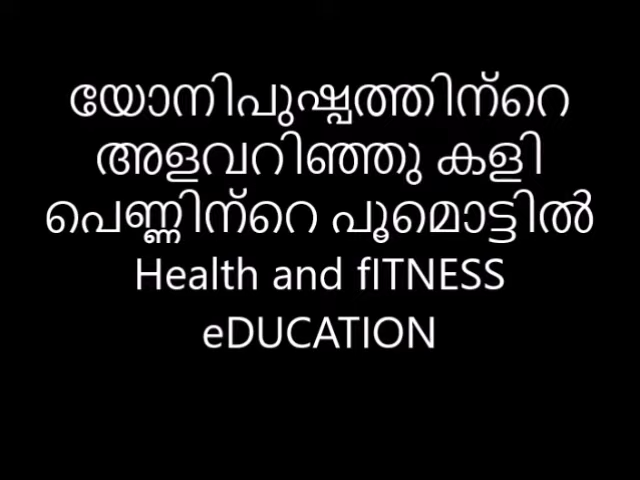 യോനിപുഷ്പത്തിന്റെ
അളവറിഞ്ഞു കളി
പെണ്ണിന്റെ പൂമൊട്ടിൽ
Health and fITNESS
eDUCATION